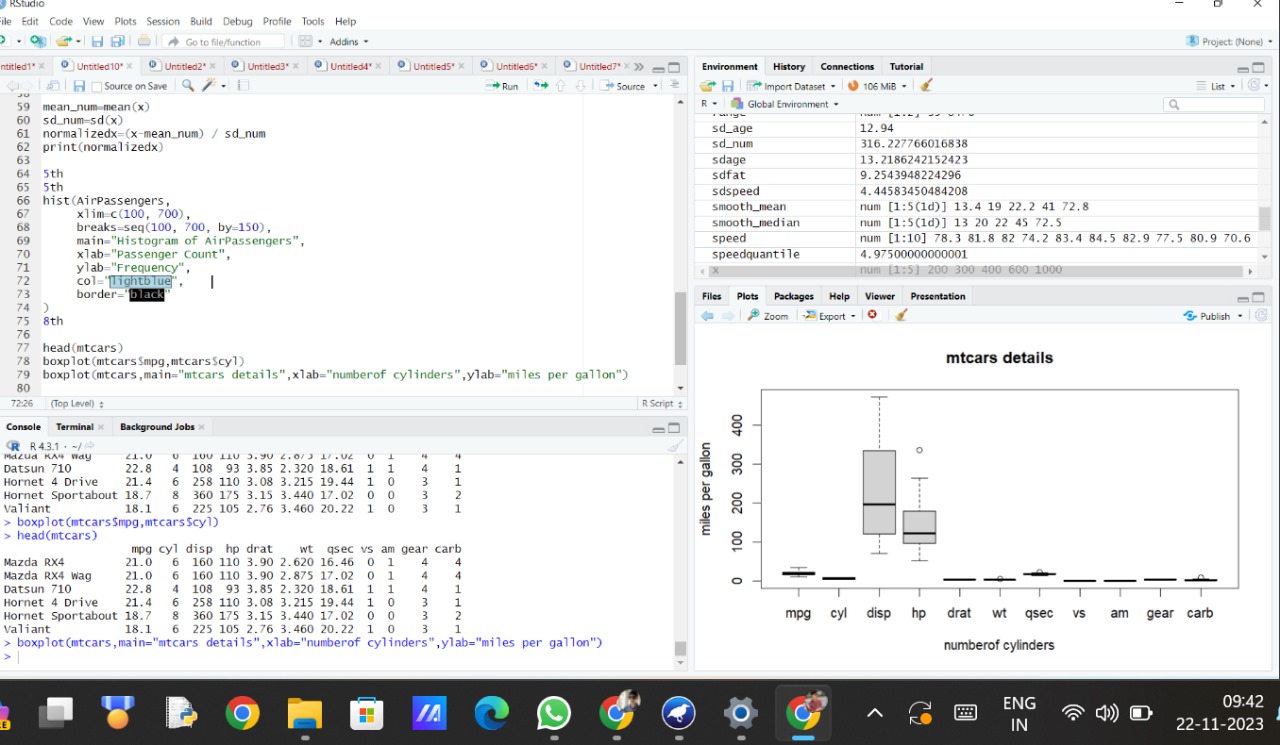 RStudio
File Edit Code View Plots Session Build Debug Profile Tools Help
Go to file/function Addins Project: (None)
ntitled1* Untitled10* Untitled2* Untitled3* Untitled4* Untitled5* Untitled6* Untitled7*
Source on Save Run Source
59 mean_num=mean(x)
60 sd_num=sd(x)
61 normalizedx=(x-mean_num) / sd_num
62 print(normalizedx)
63
64 5th
65 5th
66 hist(AirPassengers,
67 xlim=c(100, 700),
68 breaks=seq(100, 700, by=150),
69 main="Histogram of AirPassengers",
70 xlab="Passenger Count",
71 ylab="Frequency",
72 col="lightblue",
73 border="black"
74 )
75 8th
76
77 head(mtcars)
78 boxplot(mtcars$mpg,mtcars$cyl)
79 boxplot(mtcars,main="mtcars details",xlab="numberof cylinders",ylab="miles per gallon")
80
72:26 (Top Level) R Script
Console Terminal Background Jobs
R 4.3.1 · ~/
Mazda RX4 Wag 21.0 6 160 110 3.90 2.875 17.02 0 1 4 4
Datsun 710 22.8 4 108 93 3.85 2.320 18.61 1 1 4 1
Hornet 4 Drive 21.4 6 258 110 3.08 3.215 19.44 1 0 3 1
Hornet Sportabout 18.7 8 360 175 3.15 3.440 17.02 0 0 3 2
Valiant 18.1 6 225 105 2.76 3.460 20.22 1 0 3 1
> boxplot(mtcars$mpg,mtcars$cyl)
> head(mtcars)
mpg cyl disp hp drat wt qsec vs am gear carb
Mazda RX4 21.0 6 160 110 3.90 2.620 16.46 0 1 4 4
Mazda RX4 Wag 21.0 6 160 110 3.90 2.875 17.02 0 1 4 4
Datsun 710 22.8 4 108 93 3.85 2.320 18.61 1 1 4 1
Hornet 4 Drive 21.4 6 258 110 3.08 3.215 19.44 1 0 3 1
Hornet Sportabout 18.7 8 360 175 3.15 3.440 17.02 0 0 3 2
Valiant 18.1 6 225 105 2.76 3.460 20.22 1 0 3 1
> boxplot(mtcars,main="mtcars details",xlab="numberof cylinders",ylab="miles per gallon")
>
Environment History Connections Tutorial
Import Dataset 106 MiB List
R Global Environment
sd_age 12.94
sd_num 316.227766016838
sdage 13.2186242152423
sdfat 9.2543948224296
sdspeed 4.44583450484208
smooth_mean num [1:5(1d)] 13.4 19 22.2 41 72.8
smooth_median num [1:5(1d)] 13 20 22 45 72.5
speed num [1:10] 78.3 81.8 82 74.2 83.4 84.5 82.9 77.5 80.9 70.6
speedquantile 4.97500000000001
x num [1:5] 200 300 400 600 1000
Files Plots Packages Help Viewer Presentation
Zoom Export Publish
mtcars details
miles per gallon
400
300
200
100
0
mpg cyl disp hp drat wt qsec vs am gear carb
numberof cylinders
ENG
IN
09:42
22-11-2023